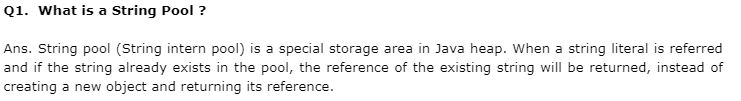 Q1. What is a String Pool ?
Ans. String pool (String intern pool) is a special storage area in Java heap. When a string literal is referred
and if the string already exists in the pool, the reference of the existing string will be returned, instead of
creating a new object and returning its reference.